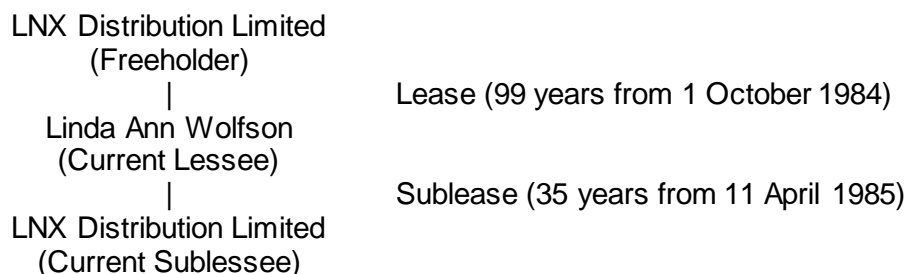 LNX Distribution Limited
(Freeholder)
| Lease (99 years from 1 October 1984)
Linda Ann Wolfson
(Current Lessee)
| Sublease (35 years from 11 April 1985)
LNX Distribution Limited
(Current Sublessee)